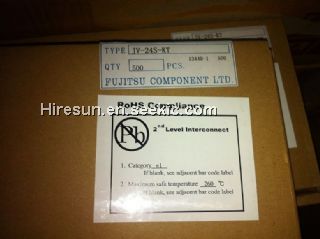 TYPE JV-24S-KT
QTY 500 PCS.
FUJITSU COMPONENT LTD.
Hiresun.en.seekic.com
RoHS Compliance
Pb
2nd Level Interconnect
1. Category e1
If blank, see adjacent bar code label
2. Maximum safe temperature 260 ℃
If blank, see adjacent bar code label